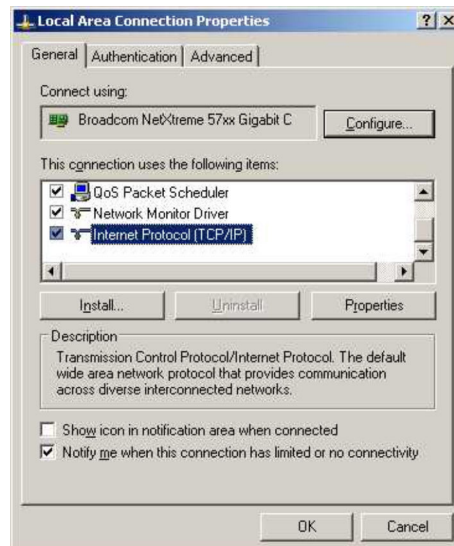 Local Area Connection Properties
General
Authentication
Advanced
Connect using:
Broadcom NetXtreme 57xx Gigabit C
Configure...
This connection uses the following items:
QoS Packet Scheduler
Network Monitor Driver
Internet Protocol (TCP/IP)
Install...
Uninstall
Properties
Description
Transmission Control Protocol/Internet Protocol. The default
wide area network protocol that provides communication
across diverse interconnected networks.
Show icon in notification area when connected
Notify me when this connection has limited or no connectivity
OK
Cancel